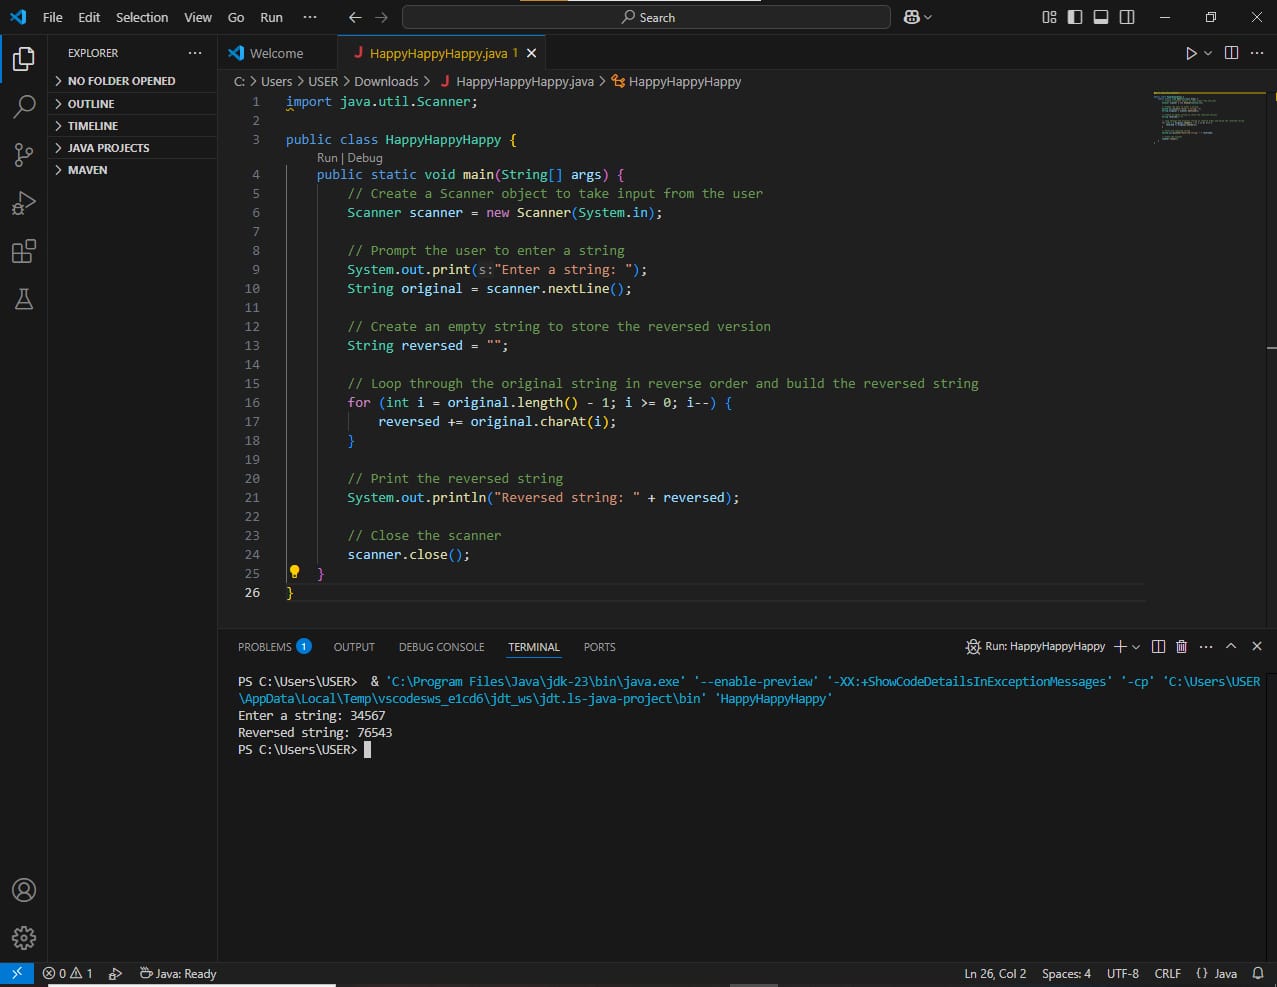 File Edit Selection View Go Run ··· Search
EXPLORER ···
NO FOLDER OPENED
OUTLINE
TIMELINE
JAVA PROJECTS
MAVEN
Welcome
J HappyHappyHappy.java 1
C: > Users > USER > Downloads > J HappyHappyHappy.java > HappyHappyHappy
1 import java.util.Scanner;
2
3 public class HappyHappyHappy {
Run | Debug
4 public static void main(String[] args) {
5 // Create a Scanner object to take input from the user
6 Scanner scanner = new Scanner(System.in);
7
8 // Prompt the user to enter a string
9 System.out.print(s:"Enter a string: ");
10 String original = scanner.nextLine();
11
12 // Create an empty string to store the reversed version
13 String reversed = "";
14
15 // Loop through the original string in reverse order and build the reversed string
16 for (int i = original.length() - 1; i >= 0; i--) {
17 reversed += original.charAt(i);
18 }
19
20 // Print the reversed string
21 System.out.println("Reversed string: " + reversed);
22
23 // Close the scanner
24 scanner.close();
25 }
26 }
PROBLEMS 1 OUTPUT DEBUG CONSOLE TERMINAL PORTS
Run: HappyHappyHappy
PS C:\Users\USER> & 'C:\Program Files\Java\jdk-23\bin\java.exe' '--enable-preview' '-XX:+ShowCodeDetailsInExceptionMessages' '-cp' 'C:\Users\USER
\AppData\Local\Temp\vscodesws_e1cd6\jdt_ws\jdt.ls-java-project\bin' 'HappyHappyHappy'
Enter a string: 34567
Reversed string: 76543
PS C:\Users\USER>
0 1 Java: Ready Ln 26, Col 2 Spaces: 4 UTF-8 CRLF {} Java